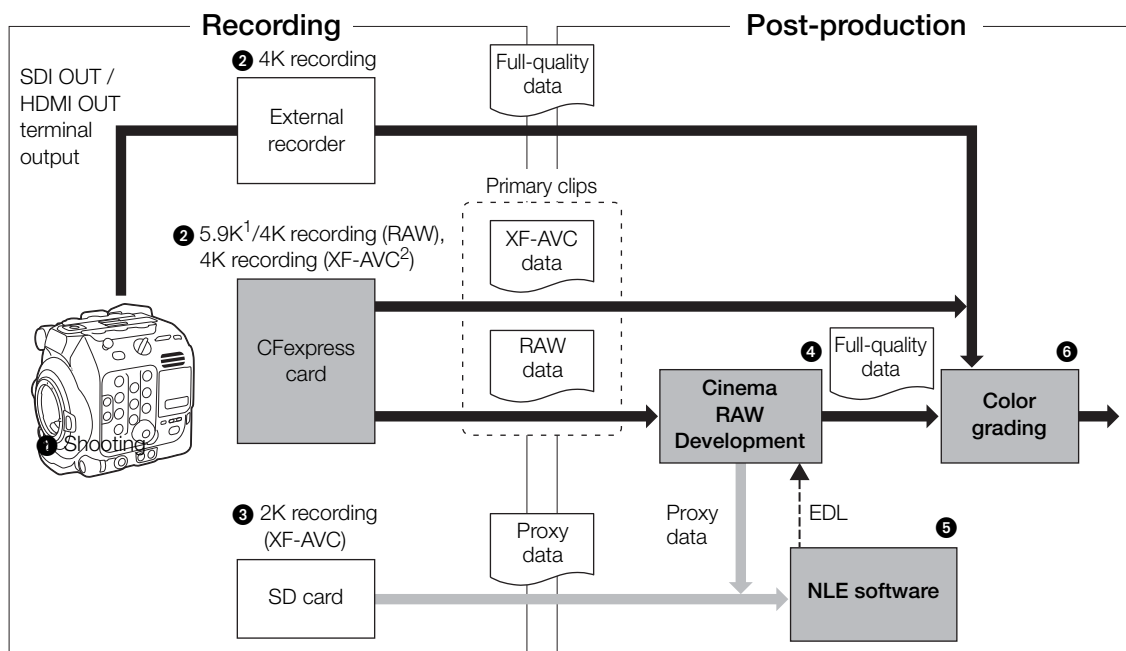 Recording
Post-production
SDI OUT /
HDMI OUT
terminal
output
❷ 4K recording
External
recorder
Full-quality
data
Primary clips
❷ 5.9K¹/4K recording (RAW),
4K recording (XF-AVC²)
CFexpress
card
XF-AVC
data
RAW
data
❶ Shooting
❹
Cinema
RAW
Development
Full-quality
data
❻
Color
grading
❸ 2K recording
(XF-AVC)
SD card
Proxy
data
Proxy
data
EDL
❺
NLE software